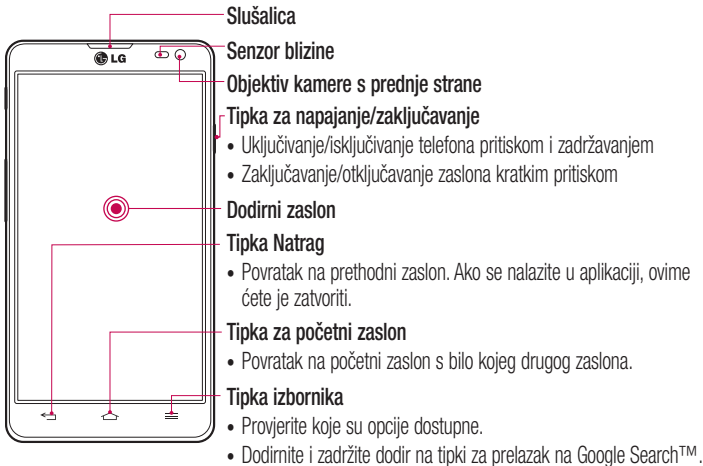 Slušalica
LG
Senzor blizine
Objektiv kamere s prednje strane
Tipka za napajanje/zaključavanje
• Uključivanje/isključivanje telefona pritiskom i zadržavanjem
• Zaključavanje/otključavanje zaslona kratkim pritiskom
Dodirni zaslon
Tipka Natrag
• Povratak na prethodni zaslon. Ako se nalazite u aplikaciji, ovime
ćete je zatvoriti.
Tipka za početni zaslon
• Povratak na početni zaslon s bilo kojeg drugog zaslona.
Tipka izbornika
• Provjerite koje su opcije dostupne.
• Dodirnite i zadržite dodir na tipki za prelazak na Google Search™.